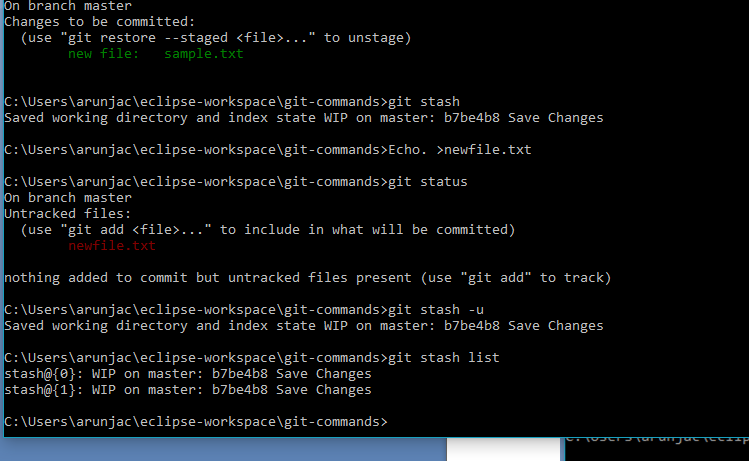 On branch master
Changes to be committed:
  (use "git restore --staged <file>..." to unstage)
        new file:   sample.txt
C:\Users\arunjac\eclipse-workspace\git-commands>git stash
Saved working directory and index state WIP on master: b7be4b8 Save Changes
C:\Users\arunjac\eclipse-workspace\git-commands>Echo. >newfile.txt
C:\Users\arunjac\eclipse-workspace\git-commands>git status
On branch master
Untracked files:
  (use "git add <file>..." to include in what will be committed)
        newfile.txt
nothing added to commit but untracked files present (use "git add" to track)
C:\Users\arunjac\eclipse-workspace\git-commands>git stash -u
Saved working directory and index state WIP on master: b7be4b8 Save Changes
C:\Users\arunjac\eclipse-workspace\git-commands>git stash list
stash@{0}: WIP on master: b7be4b8 Save Changes
stash@{1}: WIP on master: b7be4b8 Save Changes
C:\Users\arunjac\eclipse-workspace\git-commands>